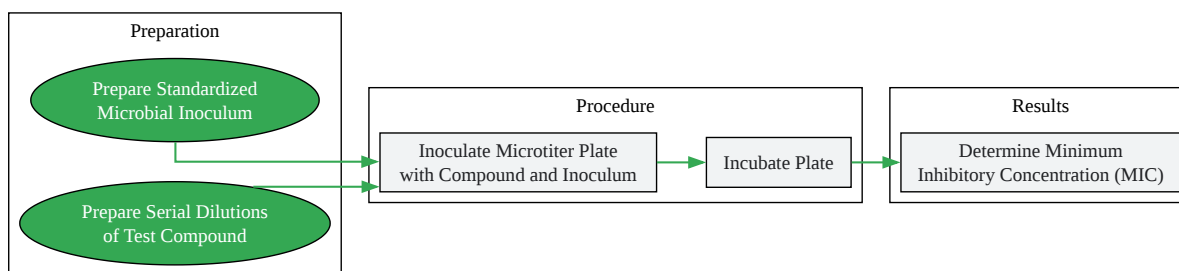 Preparation
Prepare Standardized
Microbial Inoculum
Prepare Serial Dilutions
of Test Compound
Procedure
Inoculate Microtiter Plate
with Compound and Inoculum
Incubate Plate
Results
Determine Minimum
Inhibitory Concentration (MIC)